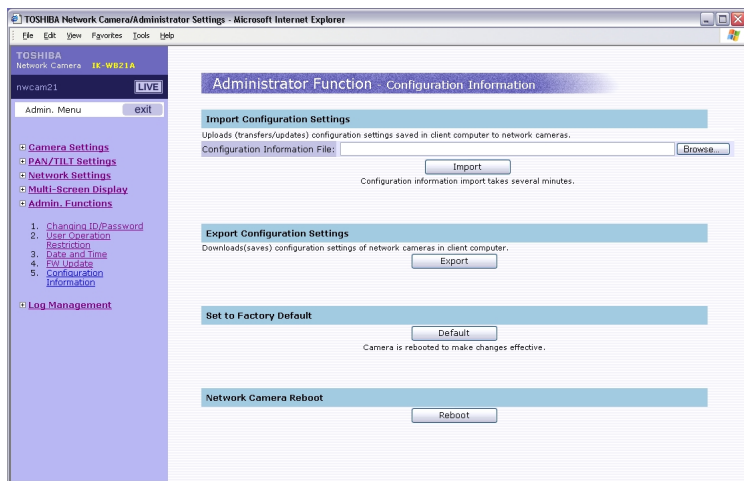 TOSHIBA Network Camera/Administrator Settings - Microsoft Internet Explorer
File Edit View Favorites Tools Help
TOSHIBA
Network Camera IK-WB21A
nwcam21 LIVE
Admin. Menu exit
Camera Settings
PAN/TILT Settings
Network Settings
Multi-Screen Display
Admin. Functions
1. Changing ID/Password
2. User Operation
Restriction
3. Date and Time
4. FW Update
5. Configuration
Information
Log Management
Administrator Function - Configuration Information
Import Configuration Settings
Uploads (transfers/updates) configuration settings saved in client computer to network cameras.
Configuration Information File: Browse...
Import
Configuration information import takes several minutes.
Export Configuration Settings
Downloads(saves) configuration settings of network cameras in client computer.
Export
Set to Factory Default
Default
Camera is rebooted to make changes effective.
Network Camera Reboot
Reboot